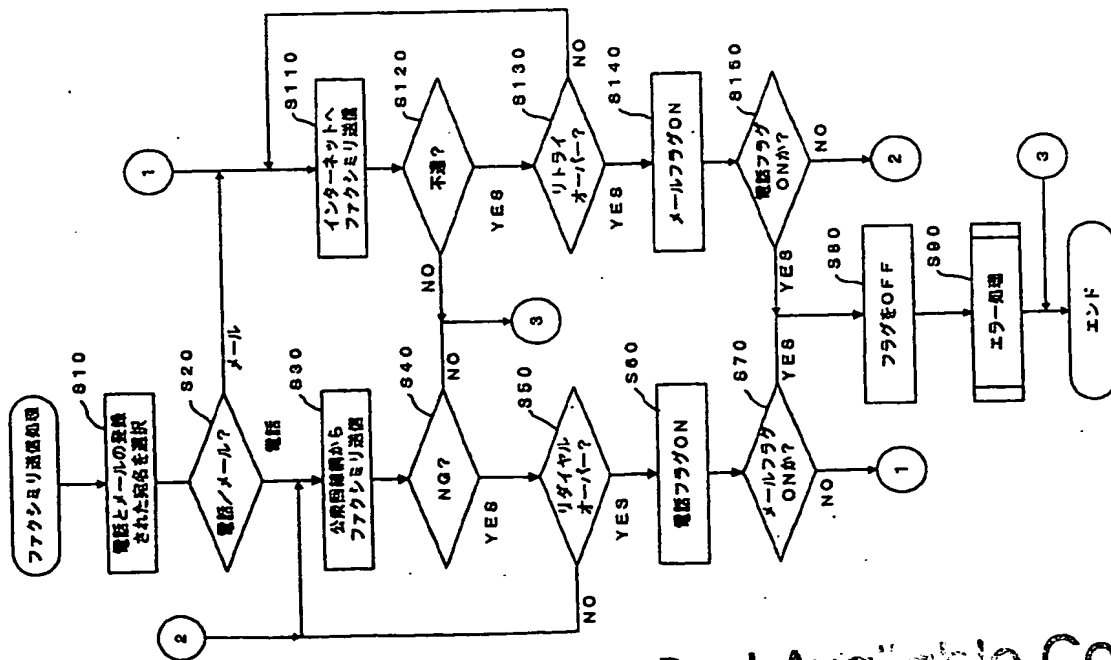 ファクシミリ送信処理
S10
電話とメールの登録
された宛名を選択
S20
電話/メール?
メール
電話
2
S30
公衆回線網から
ファクシミリ送信
S40
NG?
NO
YES
3
S50
リダイヤル
オーバー?
NO
YES
S60
電話フラグON
S70
メールフラグ
ONか?
YES
NO
1
1
S110
インターネットへ
ファクシミリ送信
S120
不達?
NO
YES
S130
リトライ
オーバー?
NO
YES
S140
メールフラグON
S150
電話フラグ
ONか?
YES
NO
2
S80
フラグをOFF
S90
エラー処理
3
エンド